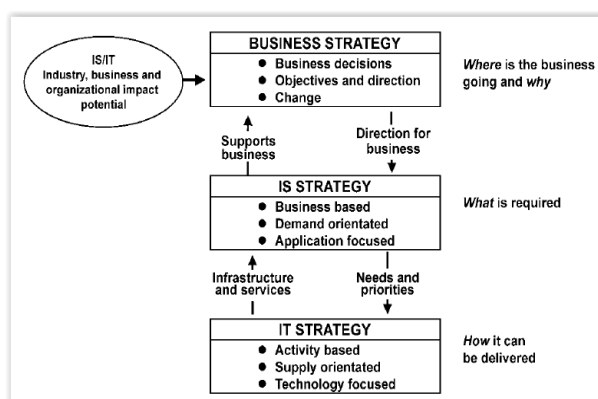 IS/IT
Industry, business and
organizational impact
potential
BUSINESS STRATEGY
● Business decisions
● Objectives and direction
● Change
Where is the business
going and why
Supports
business
Direction for
business
IS STRATEGY
● Business based
● Demand orientated
● Application focused
What is required
Infrastructure
and services
Needs and
priorities
IT STRATEGY
● Activity based
● Supply orientated
● Technology focused
How it can
be delivered